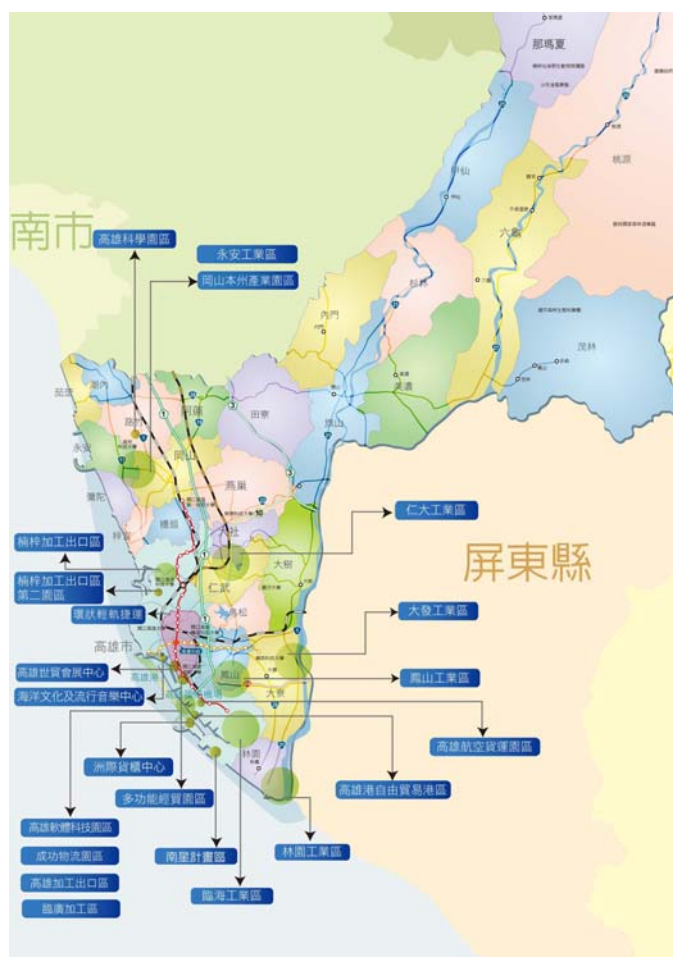 那瑪夏
桃源
甲仙
六龜
南市
高雄科學園區
永安工業區
岡山本州產業園區
杉林
內門
茂林
美濃
茄萣
湖內
阿蓮
田寮
旗山
路竹
岡山
永安
燕巢
彌陀
橋頭
梓官
大社
仁大工業區
楠梓加工出口區
大樹
屏東縣
楠梓加工出口區
第二園區
仁武
環狀輕軌捷運
鳥松
大發工業區
高雄市
高雄世貿會展中心
高雄港
鳳山
鳳山工業區
海洋文化及流行音樂中心
大寮
高雄航空貨運園區
林園
洲際貨櫃中心
高雄港自由貿易港區
多功能經貿園區
高雄軟體科技園區
南星計畫區
林園工業區
成功物流園區
高雄加工出口區
臨海工業區
臨廣加工區